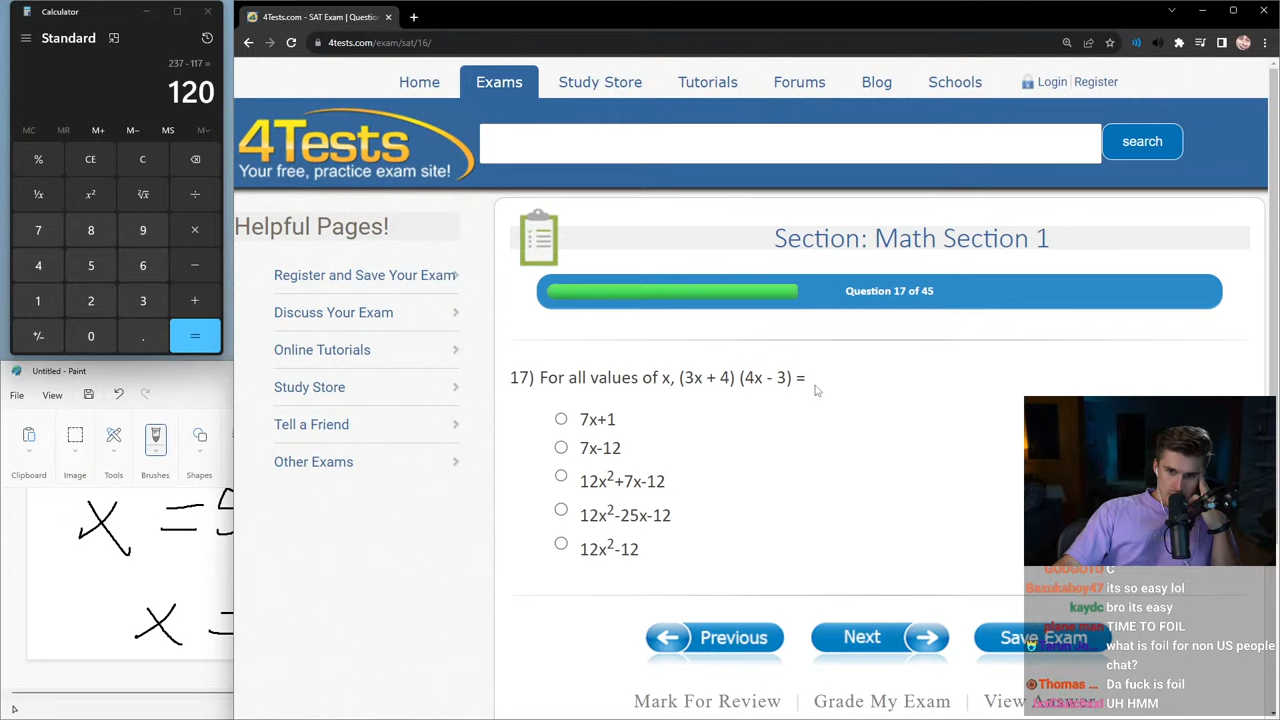 Calculator
Standard
237 - 117 =
120
MC MR M+ M− MS M˅
% CE C
¹/x x² ²√x ÷
7 8 9 ×
4 5 6 −
1 2 3 +
+/− 0 . =
4Tests.com - SAT Exam | Question
4tests.com/exam/sat/16/
Home Exams Study Store Tutorials Forums Blog Schools Login | Register
4Tests
Your free, practice exam site!
search
Helpful Pages!
Register and Save Your Exam
Discuss Your Exam
Online Tutorials
Study Store
Tell a Friend
Other Exams
Section: Math Section 1
Question 17 of 45
17) For all values of x, (3x + 4) (4x - 3) =
7x+1
7x-12
12x²+7x-12
12x²-25x-12
12x²-12
Previous Next Save Exam
Mark For Review | Grade My Exam | View Answer
Untitled - Paint
File View
Clipboard Image Tools Brushes Shapes
x = 5
x =
C
Bazukaboy47 its so easy lol
kaydc bro its easy
piano man TIME TO FOIL
what is foil for non US people
chat?
Thomas ... Da fuck is foil
UH HMM